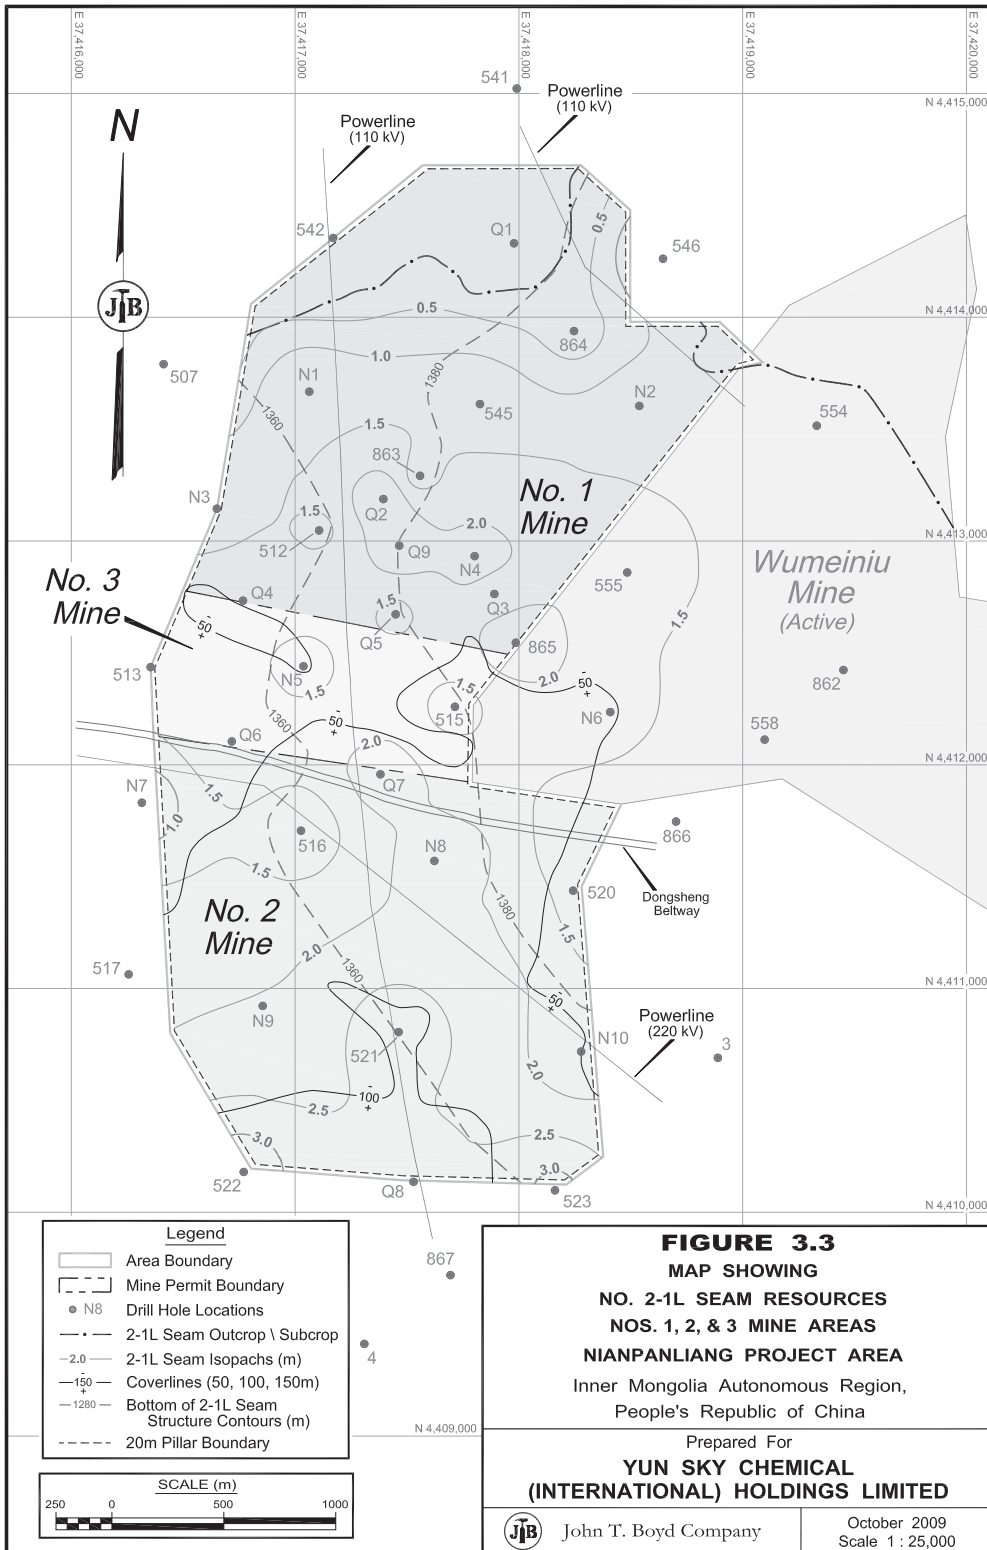 E 37,416,000
E 37,417,000
E 37,418,000
E 37,419,000
E 37,420,000
541
Powerline
(110 kV)
N 4,415,000
Powerline
(110 kV)
N
542
Q1
0.5
546
JTB
N 4,414,000
0.5
864
507
1.0
1380
N1
1360
545
N2
554
1.5
863
No. 1
Mine
N3
1.5
Q2
2.0
512
Q9
N4
N 4,413,000
Wumeiniu
Mine
(Active)
No. 3
Mine
555
Q4
1.5
Q3
1.5
-
50
+
Q5
865
513
N5
1.5
1.5
2.0
-
50
+
862
515
N6
1360
-
50
+
558
Q6
2.0
N 4,412,000
Q7
N7
1.5
1.0
516
N8
866
1.5
520
Dongsheng
Beltway
No. 2
Mine
1380
1.5
2.0
517
1360
N 4,411,000
-
50
+
N9
Powerline
(220 kV)
521
N10
3
2.0
-
100
+
2.5
2.5
3.0
3.0
522
Q8
523
N 4,410,000
867
4
N 4,409,000
Legend
Area Boundary
Mine Permit Boundary
N8 Drill Hole Locations
2-1L Seam Outcrop \ Subcrop
2.0 2-1L Seam Isopachs (m)
-
150 Coverlines (50, 100, 150m)
+
1280 Bottom of 2-1L Seam
Structure Contours (m)
20m Pillar Boundary
SCALE (m)
250 0 500 1000
FIGURE 3.3
MAP SHOWING
NO. 2-1L SEAM RESOURCES
NOS. 1, 2, & 3 MINE AREAS
NIANPANLIANG PROJECT AREA
Inner Mongolia Autonomous Region,
People's Republic of China
Prepared For
YUN SKY CHEMICAL
(INTERNATIONAL) HOLDINGS LIMITED
JTB John T. Boyd Company
October 2009
Scale 1 : 25,000